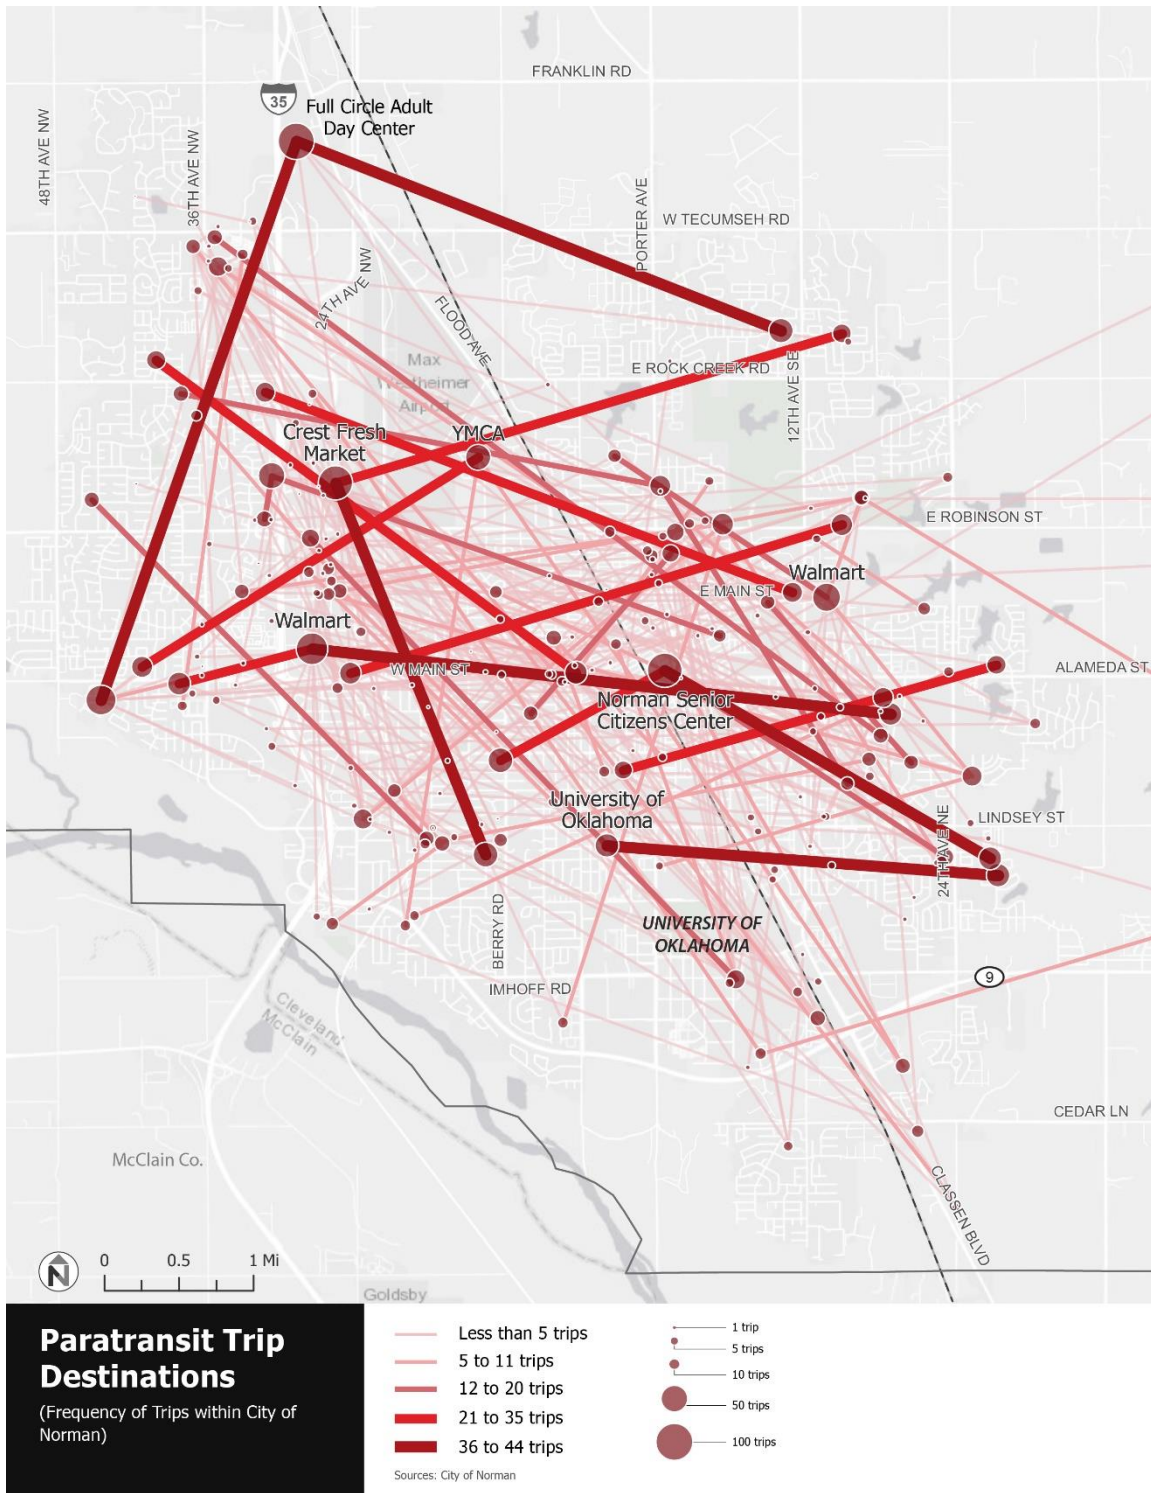 FRANKLIN RD
35
Full Circle Adult
Day Center
48TH AVE NW
36TH AVE NW
PORTER AVE
W TECUMSEH RD
24TH AVE NW
FLOOD AVE
Max
Westheimer
Airport
E ROCK CREEK RD
12TH AVE SE
Crest Fresh
Market
YMCA
E ROBINSON ST
Walmart
E MAIN ST
Walmart
W MAIN ST
ALAMEDA ST
Norman Senior
Citizens Center
University of
Oklahoma
LINDSEY ST
24TH AVE NE
BERRY RD
UNIVERSITY OF
OKLAHOMA
9
IMHOFF RD
Cleveland
McClain
CEDAR LN
McClain Co.
CLASSEN BLVD
N
0 0.5 1 Mi
Goldsby
Paratransit Trip
Destinations
(Frequency of Trips within City of
Norman)
Less than 5 trips
5 to 11 trips
12 to 20 trips
21 to 35 trips
36 to 44 trips
Sources: City of Norman
1 trip
5 trips
10 trips
50 trips
100 trips